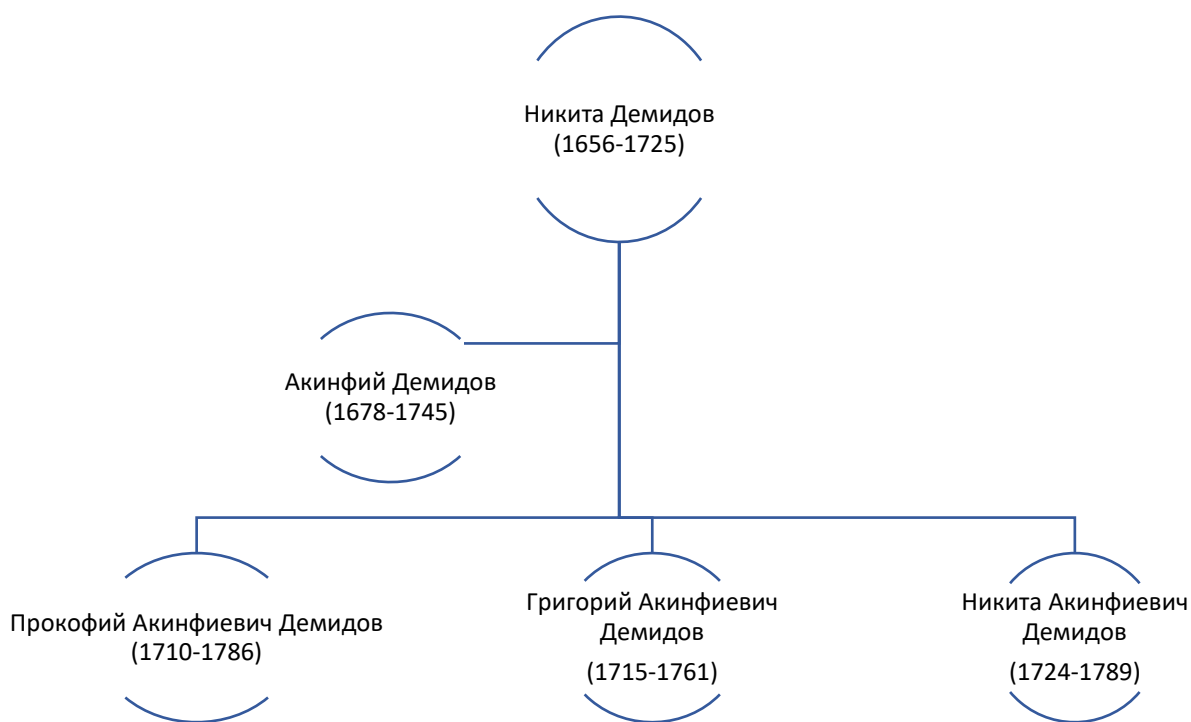 Никита Демидов
(1656-1725)
Акинфий Демидов
(1678-1745)
Прокофий Акинфиевич Демидов
(1710-1786)
Григорий Акинфиевич
Демидов
(1715-1761)
Никита Акинфиевич
Демидов
(1724-1789)